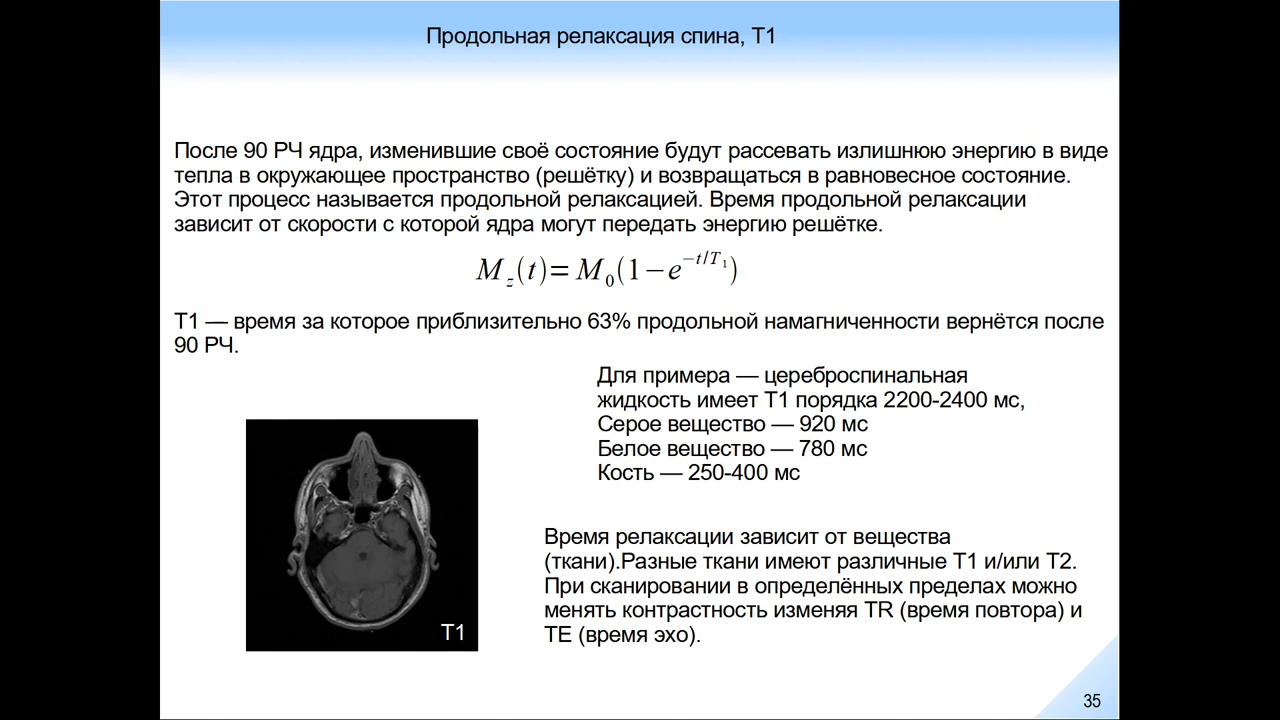 Продольная релаксация спина, Т1
После 90 РЧ ядра, изменившие своё состояние будут рассевать излишнюю энергию в виде
тепла в окружающее пространство (решётку) и возвращаться в равновесное состояние.
Этот процесс называется продольной релаксацией. Время продольной релаксации
зависит от скорости с которой ядра могут передать энергию решётке.
M_z(t)=M_0(1−e^{−t/T_1})
Т1 — время за которое приблизительно 63% продольной намагниченности вернётся после
90 РЧ.
Для примера — цереброспинальная
жидкость имеет Т1 порядка 2200-2400 мс,
Серое вещество — 920 мс
Белое вещество — 780 мс
Кость — 250-400 мс
Время релаксации зависит от вещества
(ткани).Разные ткани имеют различные Т1 и/или Т2.
При сканировании в определённых пределах можно
менять контрастность изменяя TR (время повтора) и
TE (время эхо).
T1
35